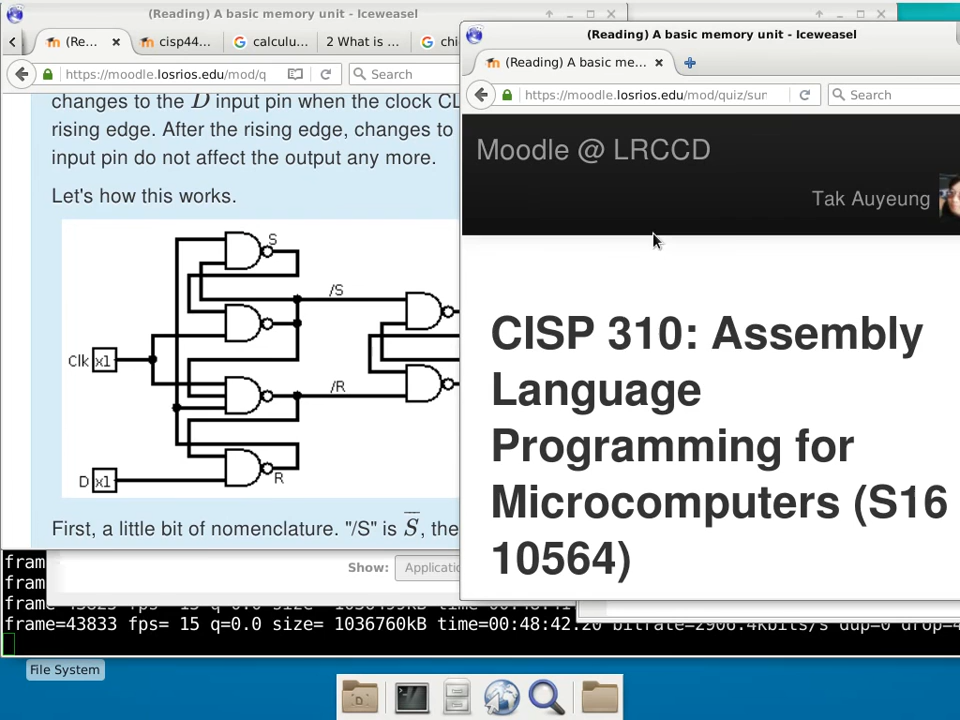 (Reading) A basic memory unit - Iceweasel
(Re...
cisp44...
calculu...
2 What is ...
chi
https://moodle.losrios.edu/mod/q
Search
changes to the D input pin when the clock CL
rising edge. After the rising edge, changes to
input pin do not affect the output any more.
Let's how this works.
S
/S
Clk x1
/R
D x1
R
First, a little bit of nomenclature. "/S" is S, the
(Reading) A basic memory unit - Iceweasel
(Reading) A basic me...
https://moodle.losrios.edu/mod/quiz/sum
Search
Moodle @ LRCCD
Tak Auyeung
CISP 310: Assembly
Language
Programming for
Microcomputers (S16
10564)
Show: Applicatio
fram
fram
frame=43833 fps= 15 q=0.0 size= 1036760kB time=00:48:42.20 bitrate=2906.4kbits/s dup=0 drop=4
File System